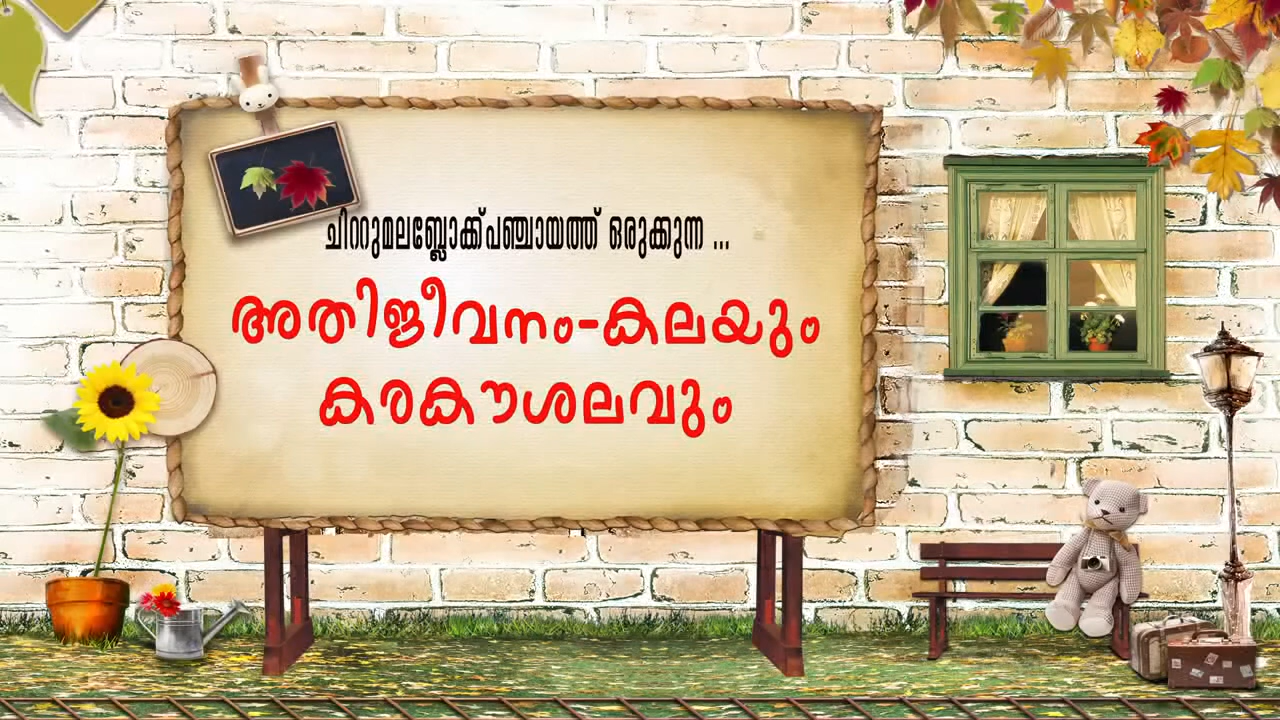 ചിററുമലബ്ലോക്ക്പഞ്ചായത്ത് ഒരുക്കുന്ന ...
അതിജീവനം-കലയും
കരകൗശലവും